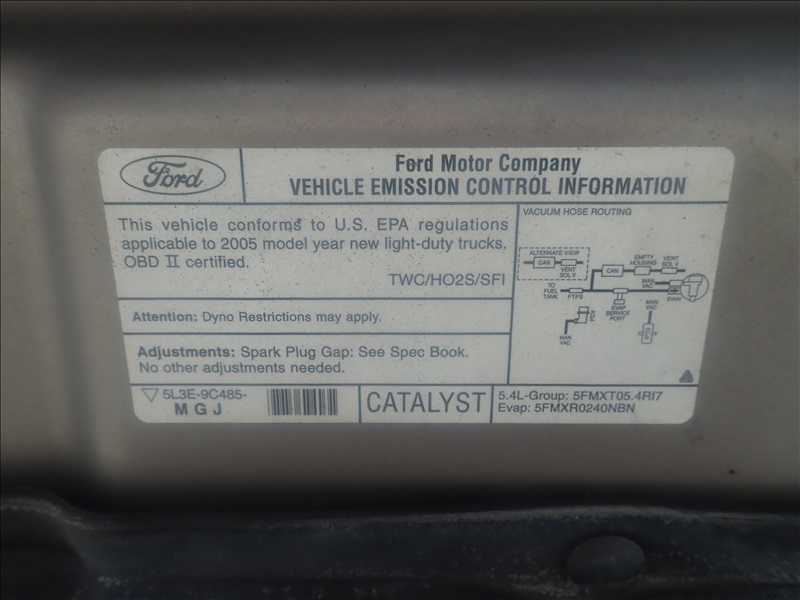 Ford
Ford Motor Company
VEHICLE EMISSION CONTROL INFORMATION
This vehicle conforms to U.S. EPA regulations
applicable to 2005 model year new light-duty trucks,
OBD II certified.
TWC/HO2S/SFI
Attention: Dyno Restrictions may apply.
Adjustments: Spark Plug Gap: See Spec Book.
No other adjustments needed.
VACUUM HOSE ROUTING
ALTERNATE VIEW
CAN
VENT
SOL V
EMPTY
HOUSING
VENT
SOL V
CAN
TO
FUEL
TANK
FTPS
MAN
VAC
EVMV
EVAP
SERVICE
PORT
PCV
MAN
VAC
MAN
VAC
5L3E-9C485-
M G J
CATALYST
5.4L-Group: 5FMXT05.4RI7
Evap: 5FMXR0240NBN